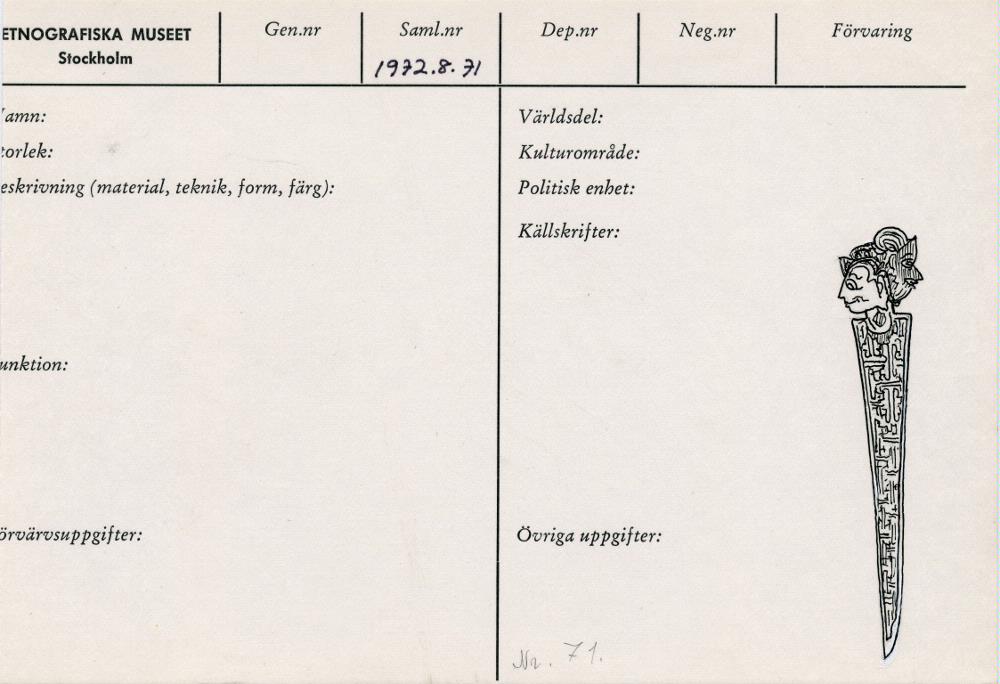 ETNOGRAFISKA MUSEET
Stockholm
Gen.nr
Saml.nr
1972.8.71
Dep.nr
Neg.nr
Förvaring
amn:
torlek:
eskrivning (material, teknik, form, färg):
unktion:
örvärvsuppgifter:
Världsdel:
Kulturområde:
Politisk enhet:
Källskrifter:
Övriga uppgifter:
Nr. 71.